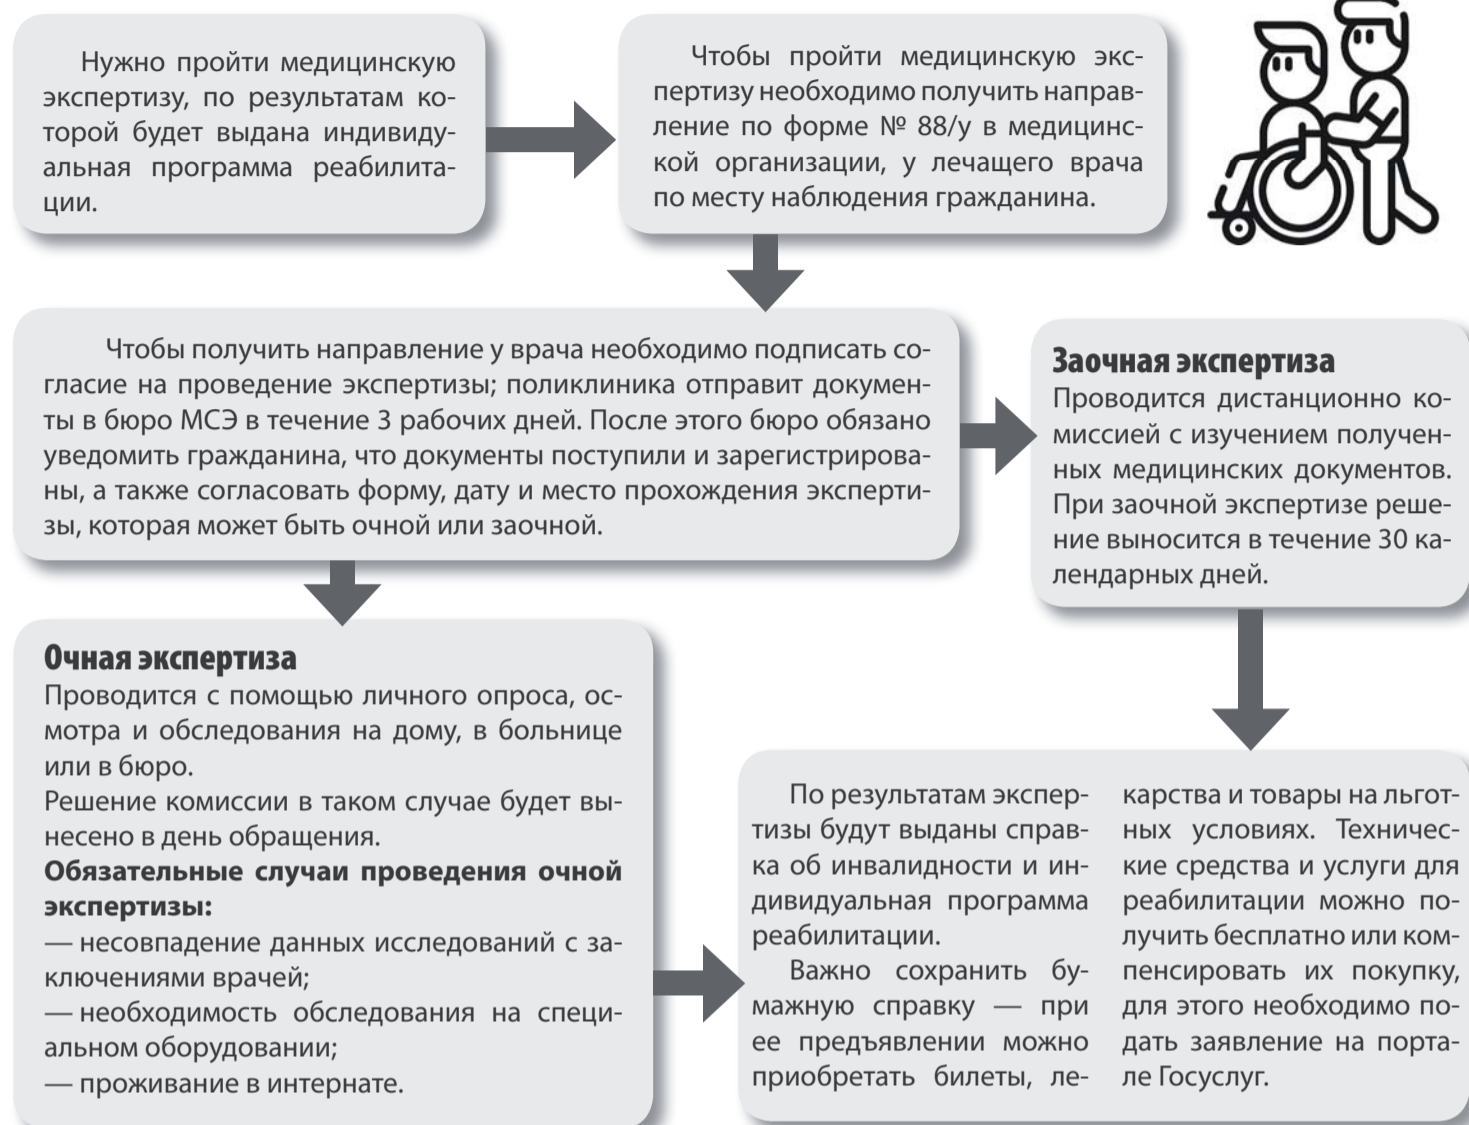 Нужно пройти медицинскую
экспертизу, по результатам ко-
торой будет выдана индивиду-
альная программа реабилита-
ции.
Чтобы пройти медицинскую экс-
пертизу необходимо получить направ-
ление по форме № 88/у в медицинс-
кой организации, у лечащего врача
по месту наблюдения гражданина.
Чтобы получить направление у врача необходимо подписать со-
гласие на проведение экспертизы; поликлиника отправит докумен-
ты в бюро МСЭ в течение 3 рабочих дней. После этого бюро обязано
уведомить гражданина, что документы поступили и зарегистрирова-
ны, а также согласовать форму, дату и место прохождения эксперти-
зы, которая может быть очной или заочной.
Заочная экспертиза
Проводится дистанционно ко-
миссией с изучением получен-
ных медицинских документов.
При заочной экспертизе реше-
ние выносится в течение 30 ка-
лендарных дней.
Очная экспертиза
Проводится с помощью личного опроса, ос-
мотра и обследования на дому, в больнице
или в бюро.
Решение комиссии в таком случае будет вы-
несено в день обращения.
Обязательные случаи проведения очной
экспертизы:
— несовпадение данных исследований с за-
ключениями врачей;
— необходимость обследования на специ-
альном оборудовании;
— проживание в интернате.
По результатам экспер-
тизы будут выданы справ-
ка об инвалидности и ин-
дивидуальная программа
реабилитации.
Важно сохранить бу-
мажную справку — при
ее предъявлении можно
приобретать билеты, ле-
карства и товары на льгот-
ных условиях. Техничес-
кие средства и услуги для
реабилитации можно по-
лучить бесплатно или ком-
пенсировать их покупку,
для этого необходимо по-
дать заявление на порта-
ле Госуслуг.